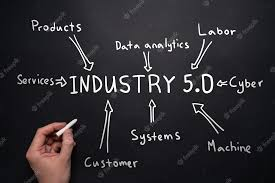 Products
Data analytics
Labor
Services
INDUSTRY 5.0
Cyber
Customer
Systems
Machine